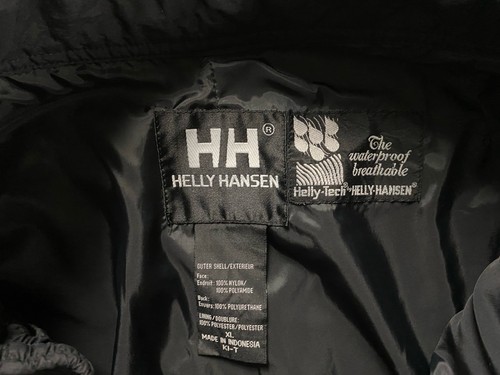 HH®
HELLY HANSEN
The
waterproof
breathable
Helly-Tech® HELLY-HANSEN®
OUTER SHELL/EXTERIEUR
Face:
Endroit: 100% NYLON/
100% POLYAMIDE
Back:
Envers: 100% POLYURETHANE
LINING/DOUBLURE:
100% POLYESTER/POLYESTER
XL
MADE IN INDONESIA
KI-T